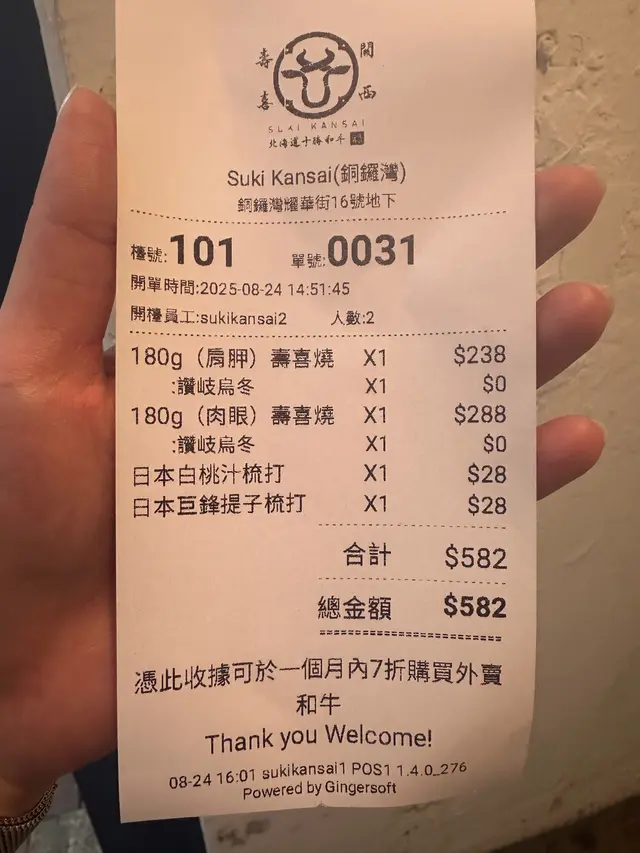 壽 関
喜 西
SUKI KANSAI
北海道十勝和牛
Suki Kansai(銅鑼灣)
銅鑼灣耀華街16號地下
檯號:101 單號:0031
開單時間:2025-08-24 14:51:45
開檯員工:sukikansai2 人數:2
180g（肩胛）壽喜燒 X1 $238
:讚岐烏冬 X1 $0
180g（肉眼）壽喜燒 X1 $288
:讚岐烏冬 X1 $0
日本白桃汁梳打 X1 $28
日本巨鋒提子梳打 X1 $28
合計 $582
總金額 $582
憑此收據可於一個月內7折購買外賣
和牛
Thank you Welcome!
08-24 16:01 sukikansai1 POS1 1.4.0_276
Powered by Gingersoft